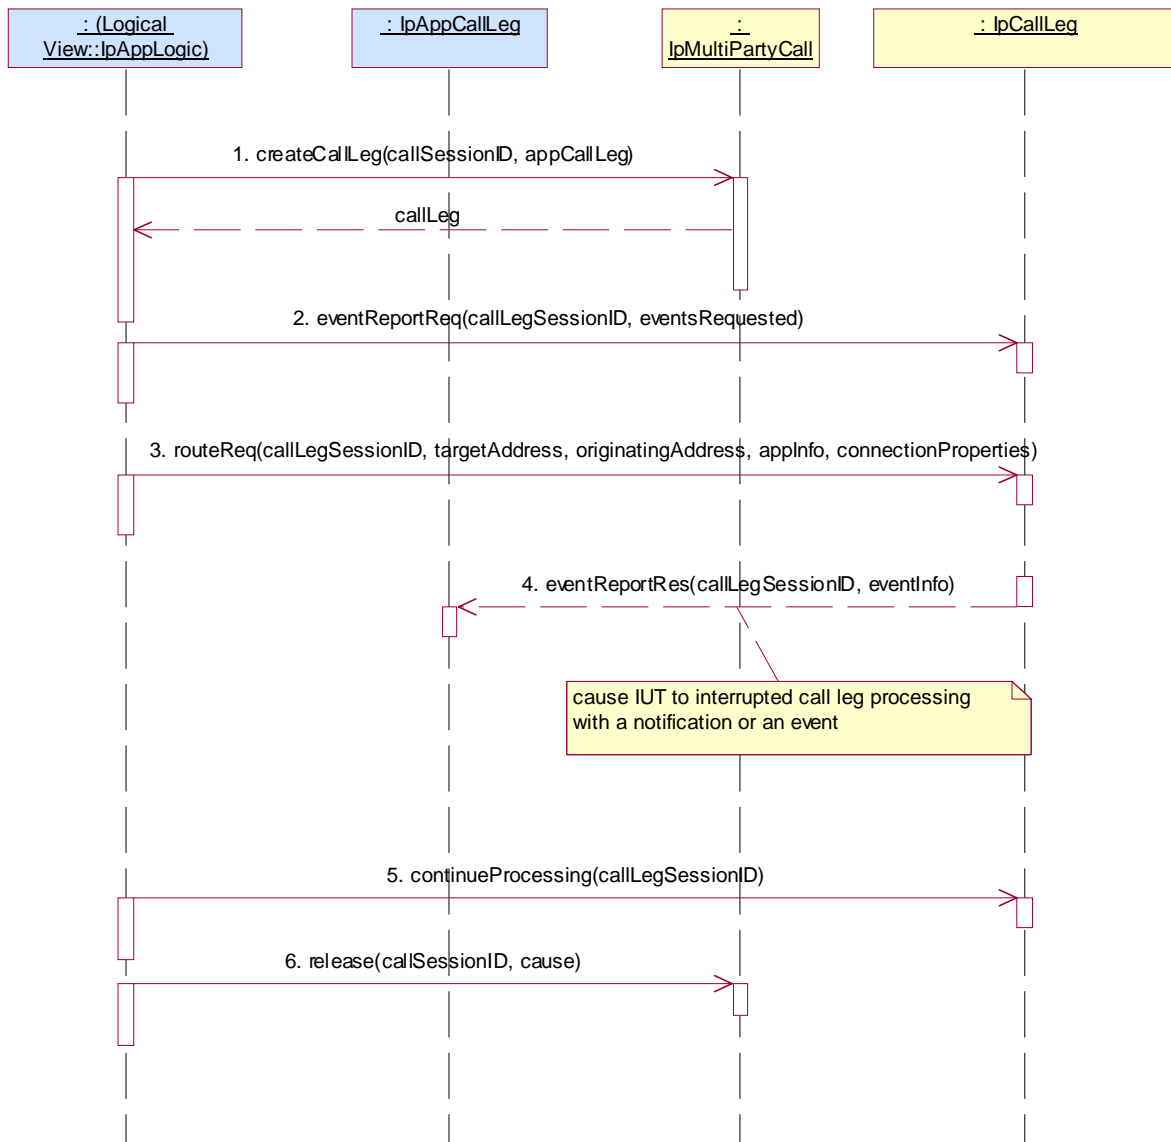 : (Logical
View::IpAppLogic)
: IpAppCallLeg
:
IpMultiPartyCall
: IpCallLeg
1. createCallLeg(callSessionID, appCallLeg)
callLeg
2. eventReportReq(callLegSessionID, eventsRequested)
3. routeReq(callLegSessionID, targetAddress, originatingAddress, appInfo, connectionProperties)
4. eventReportRes(callLegSessionID, eventInfo)
cause IUT to interrupted call leg processing
with a notification or an event
5. continueProcessing(callLegSessionID)
6. release(callSessionID, cause)